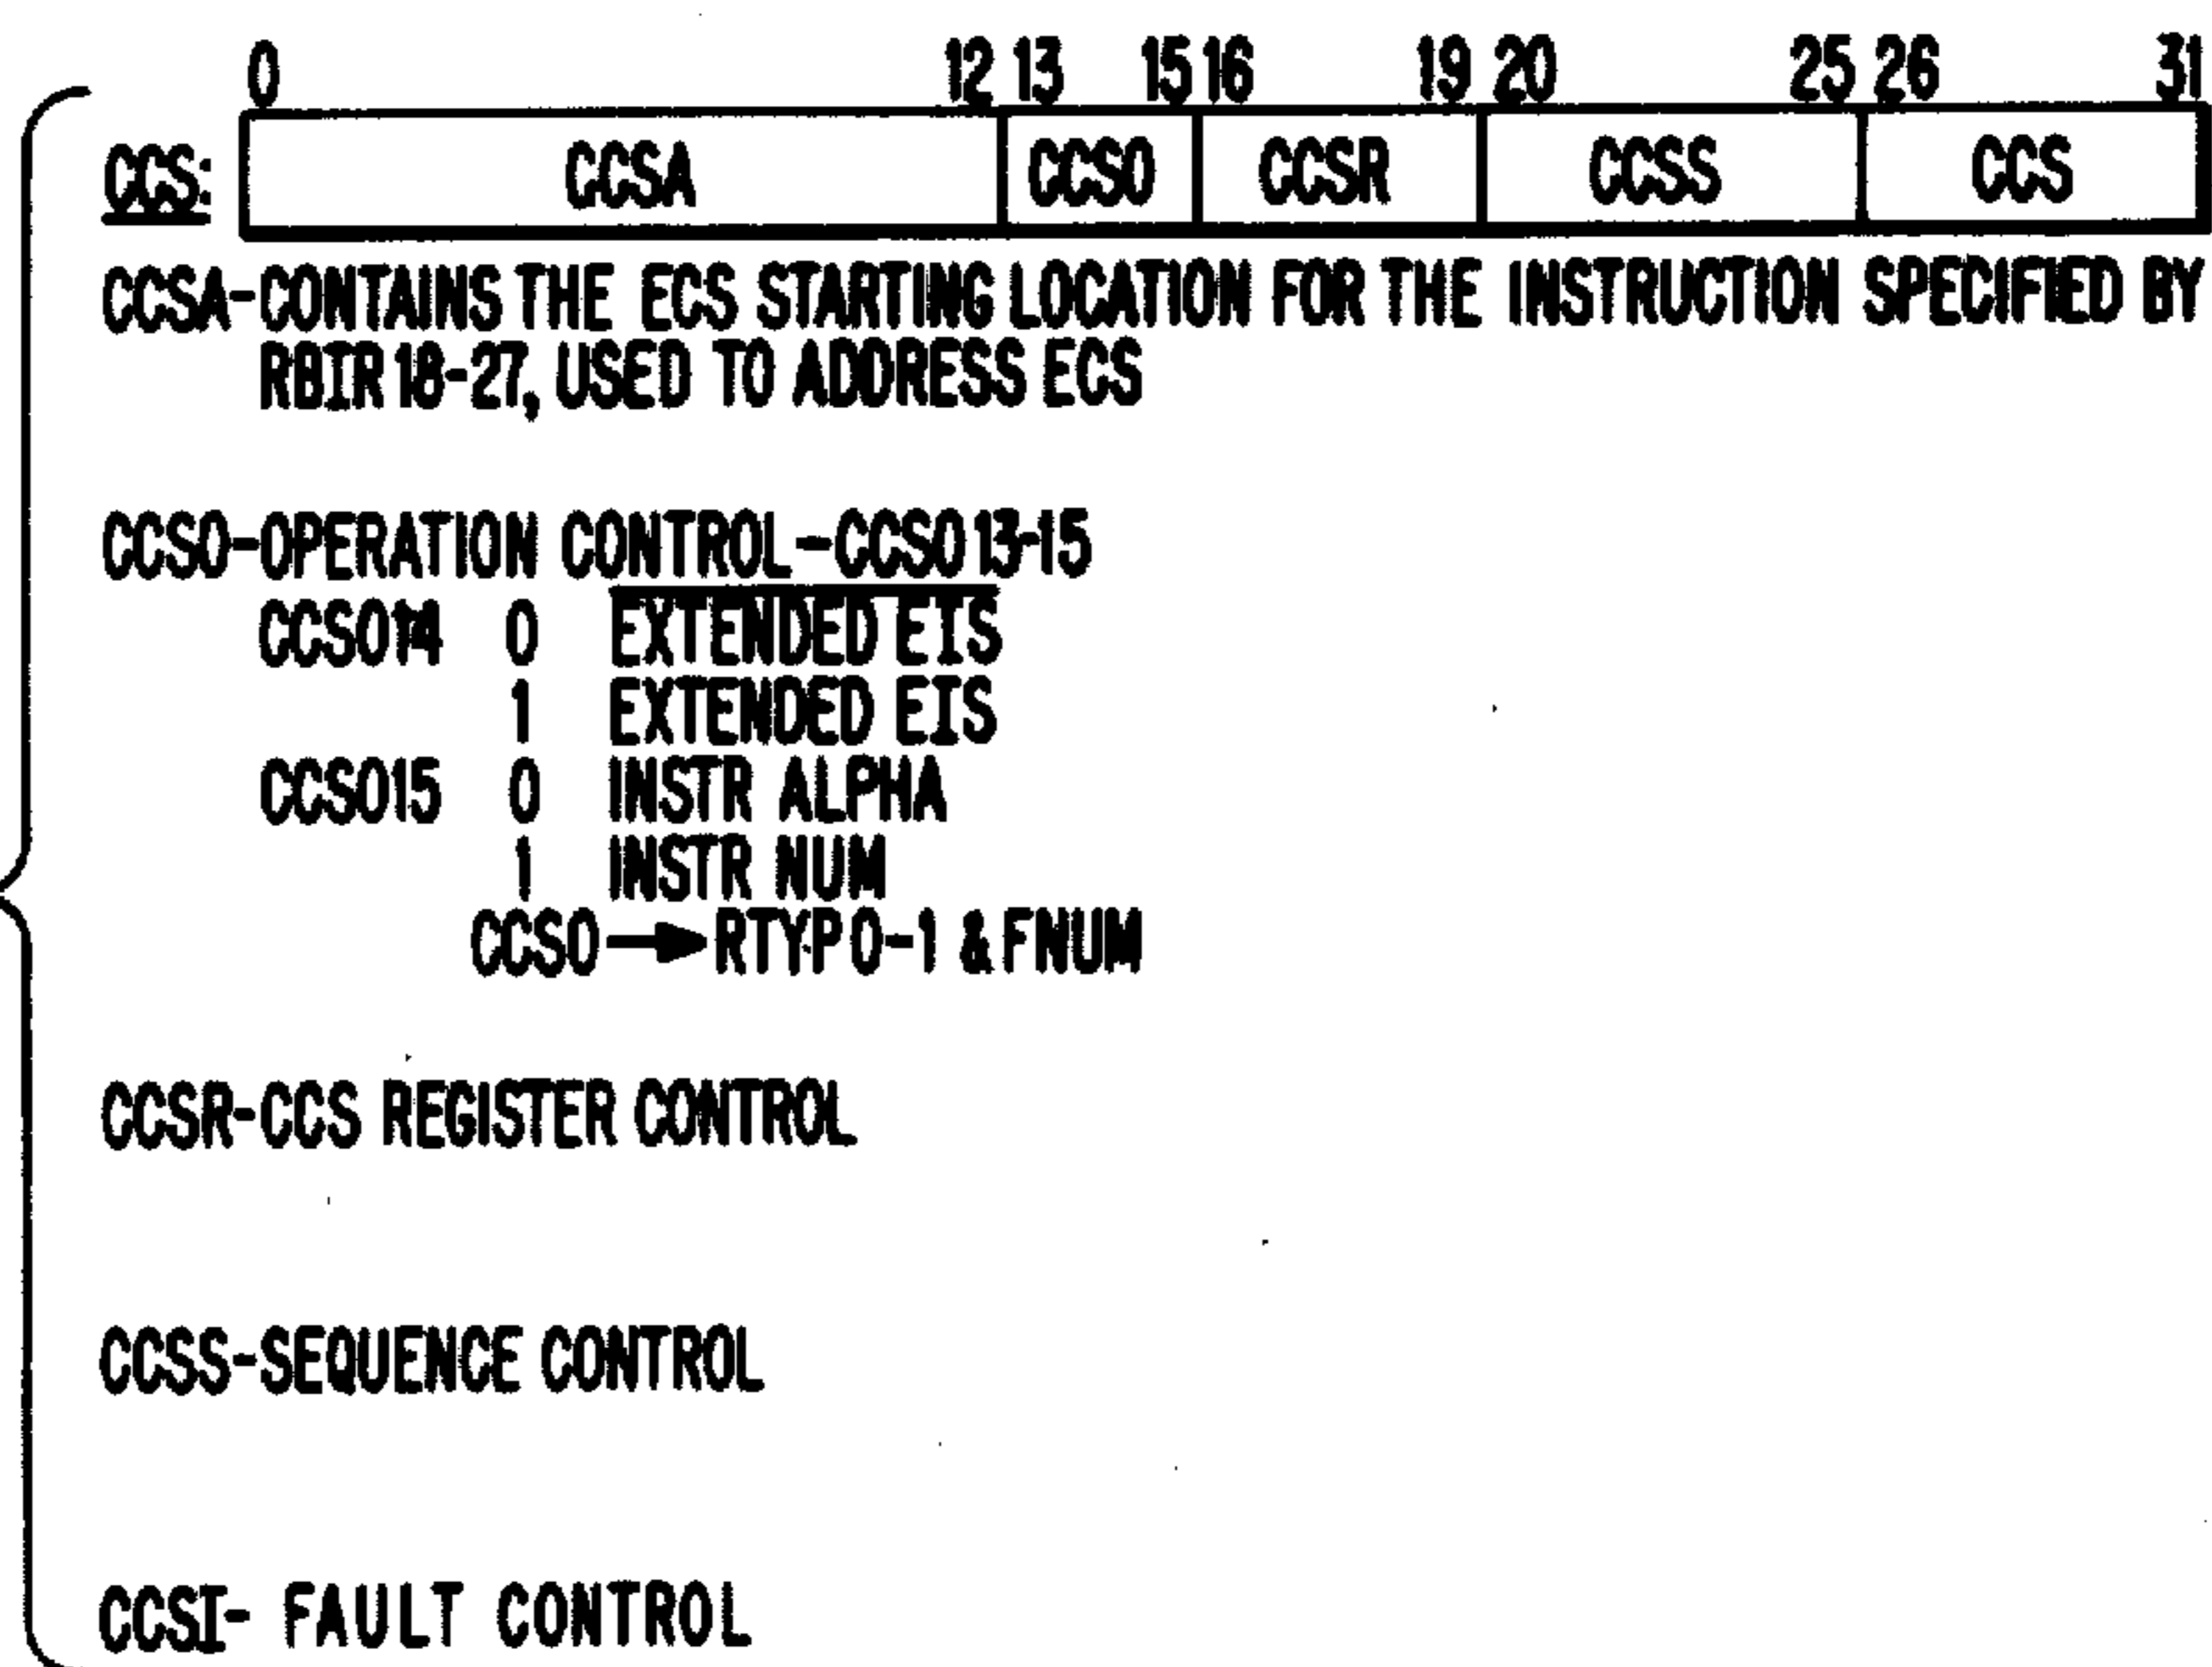 0 12 13 15 16 19 20 25 26 31
CCS: CCSA CCSO CCSR CCSS CCS
CCSA-CONTAINS THE ECS STARTING LOCATION FOR THE INSTRUCTION SPECIFIED BY
RBIR 18-27, USED TO ADDRESS ECS
CCSO-OPERATION CONTROL-CCSO 13-15
CCSO14 0 EXTENDED EIS
1 EXTENDED EIS
CCSO15 0 INSTR ALPHA
1 INSTR NUM
CCSO→RTYP 0-1 & FNUM
CCSR-CCS REGISTER CONTROL
CCSS-SEQUENCE CONTROL
CCSI- FAULT CONTROL